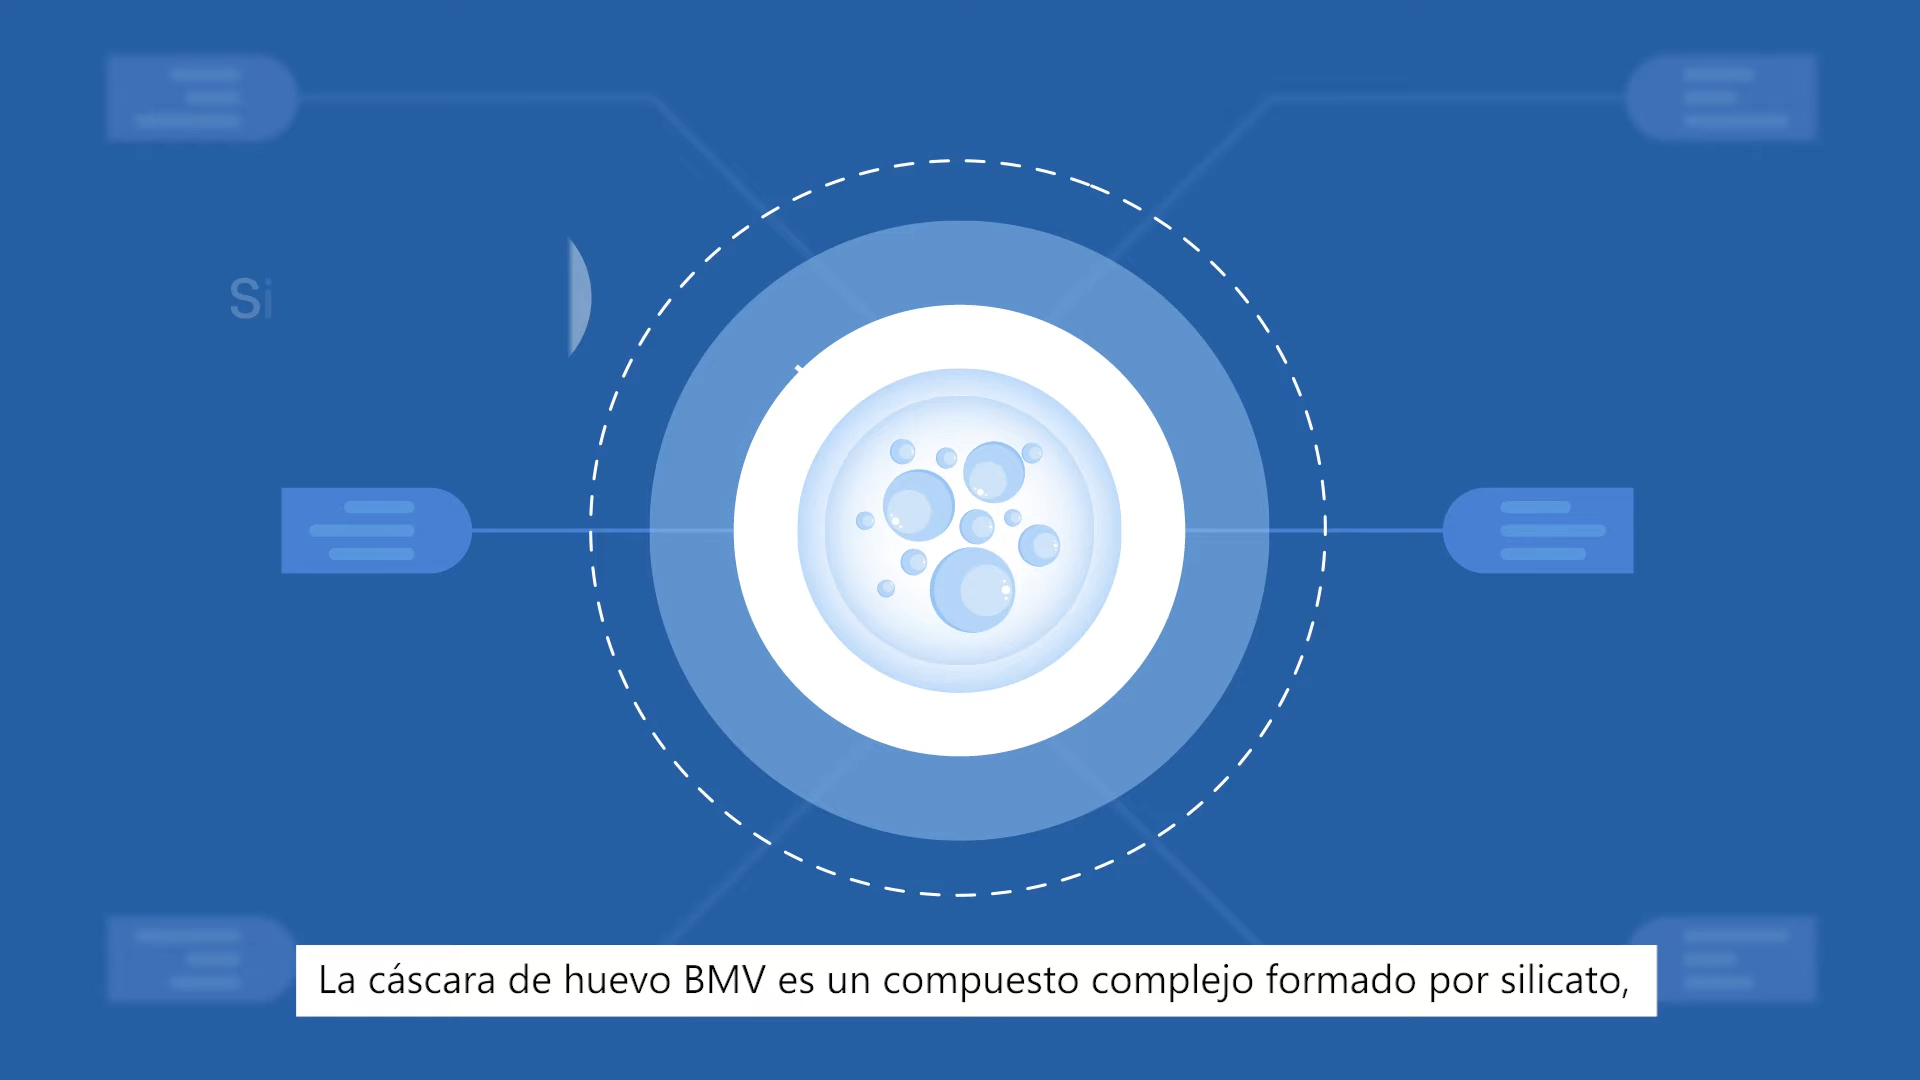 Si
La cáscara de huevo BMV es un compuesto complejo formado por silicato,